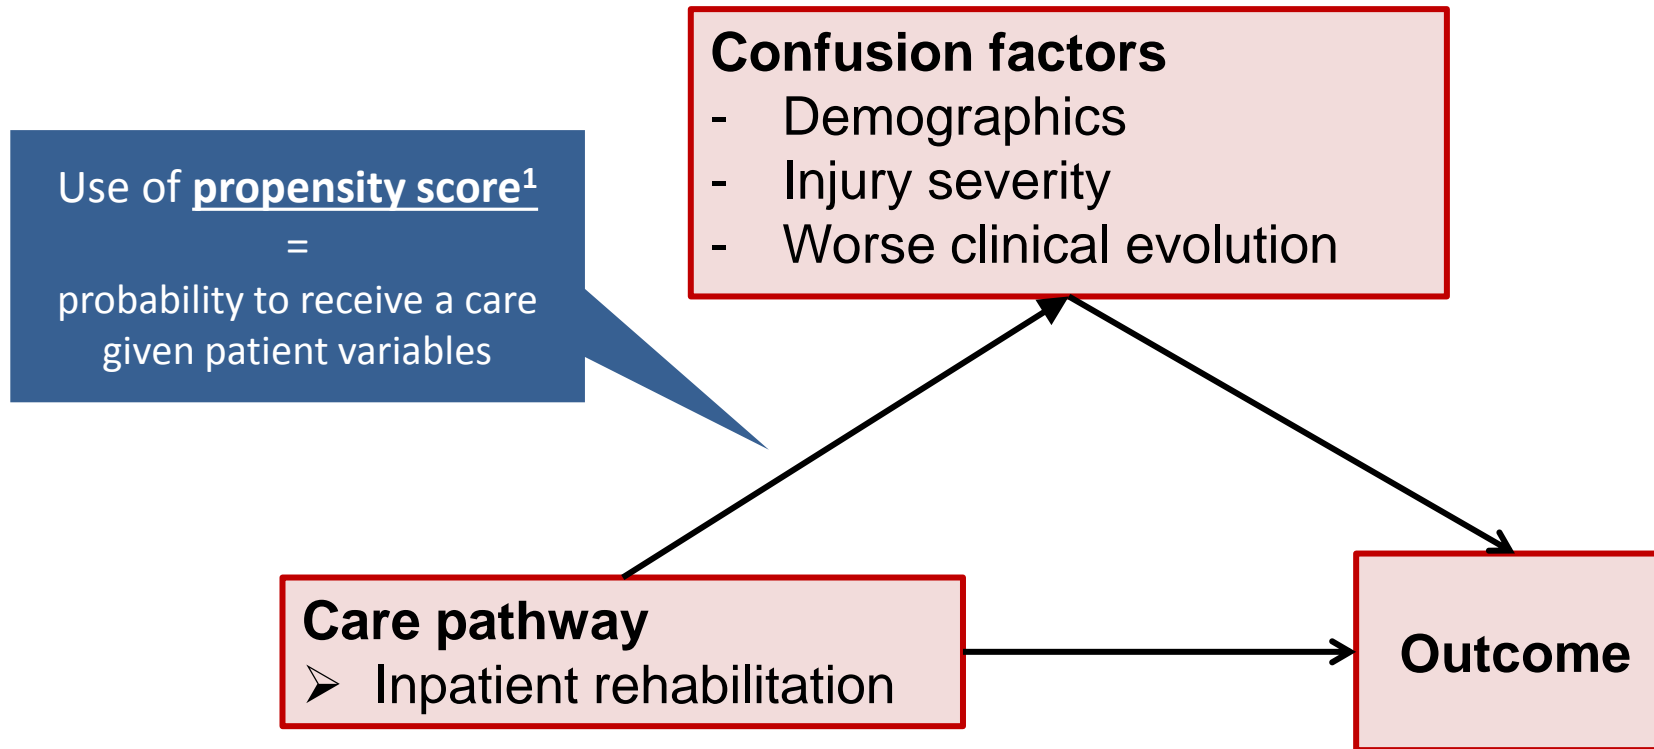 Confusion factors
- Demographics
- Injury severity
- Worse clinical evolution
Use of propensity score¹
=
probability to receive a care
given patient variables
Care pathway
➢ Inpatient rehabilitation
Outcome